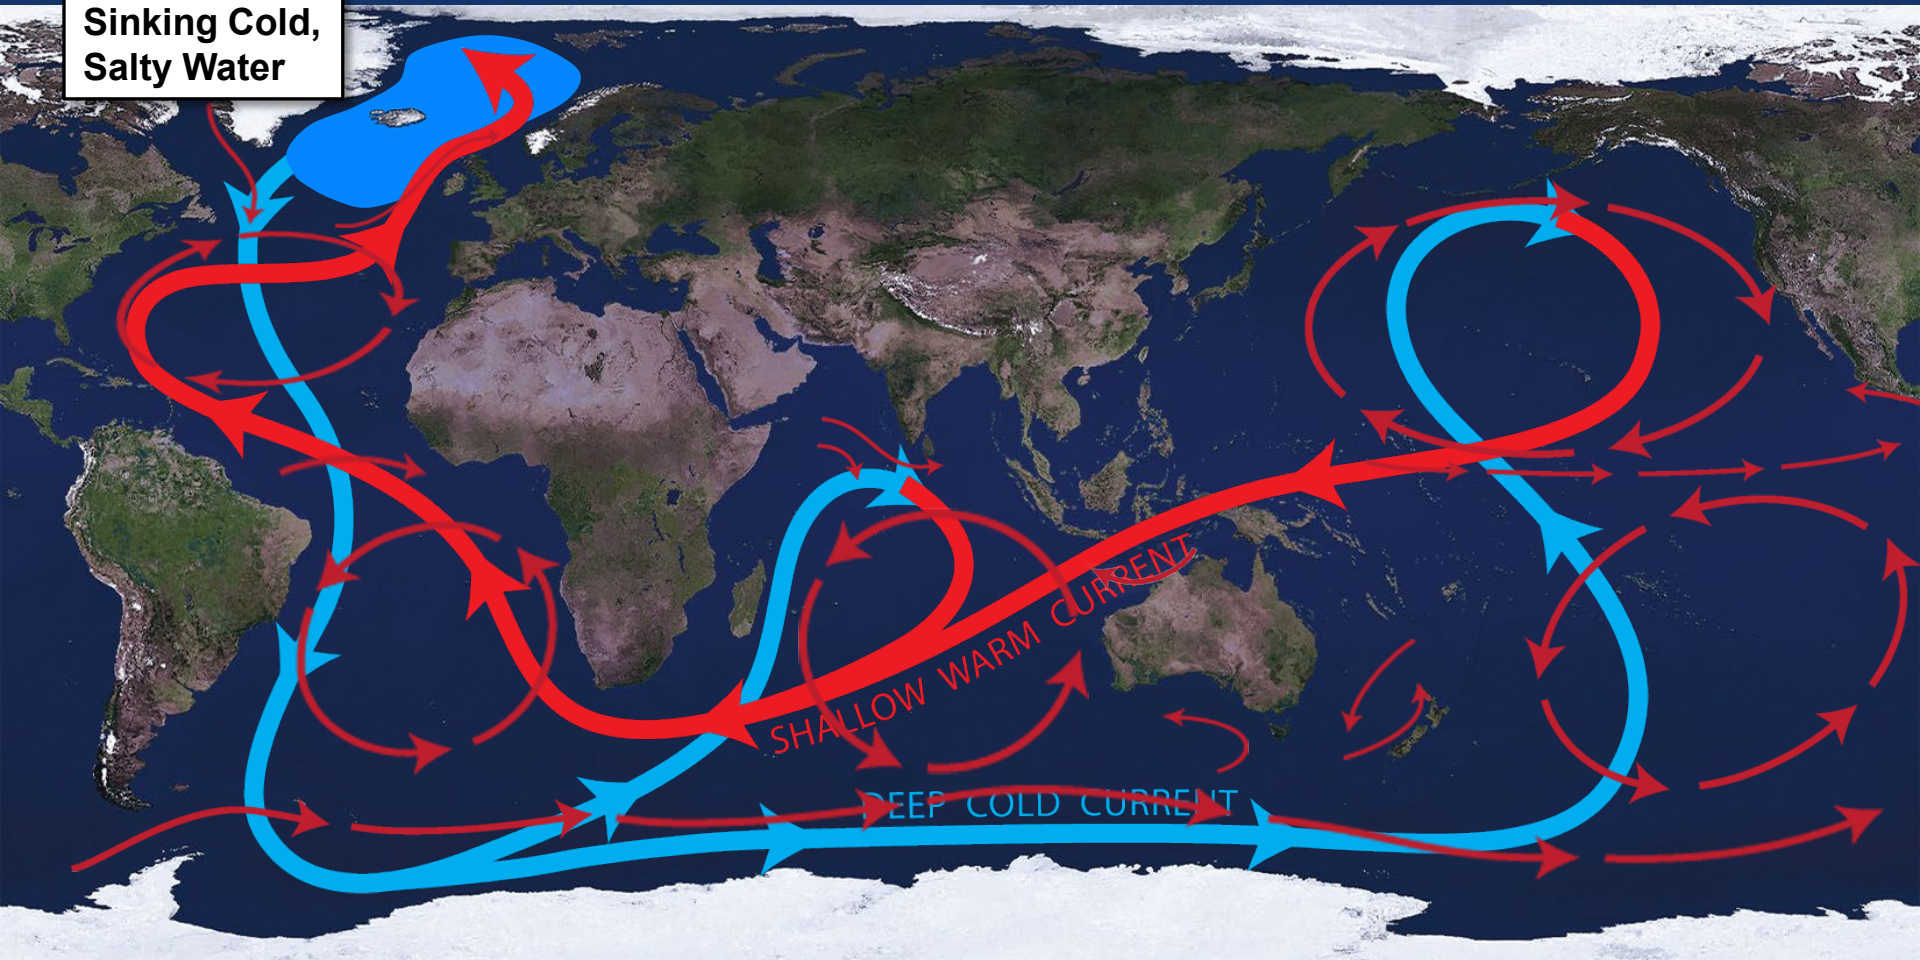 Sinking Cold,
Salty Water
SHALLOW WARM CURRENT
DEEP COLD CURRENT